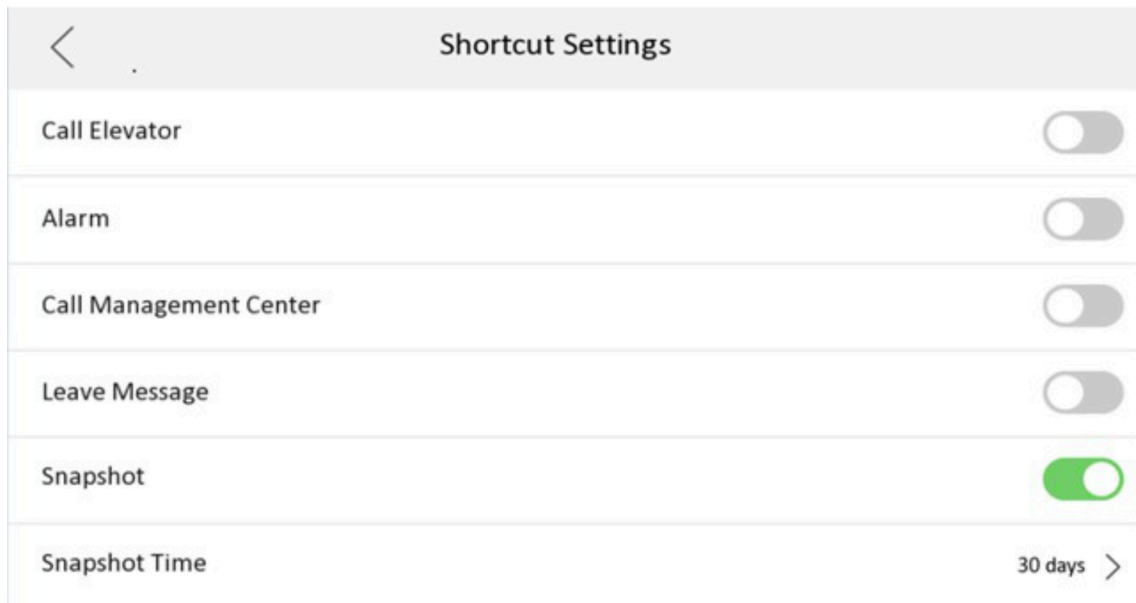 Shortcut Settings
Call Elevator
Alarm
Call Management Center
Leave Message
Snapshot
Snapshot Time 30 days